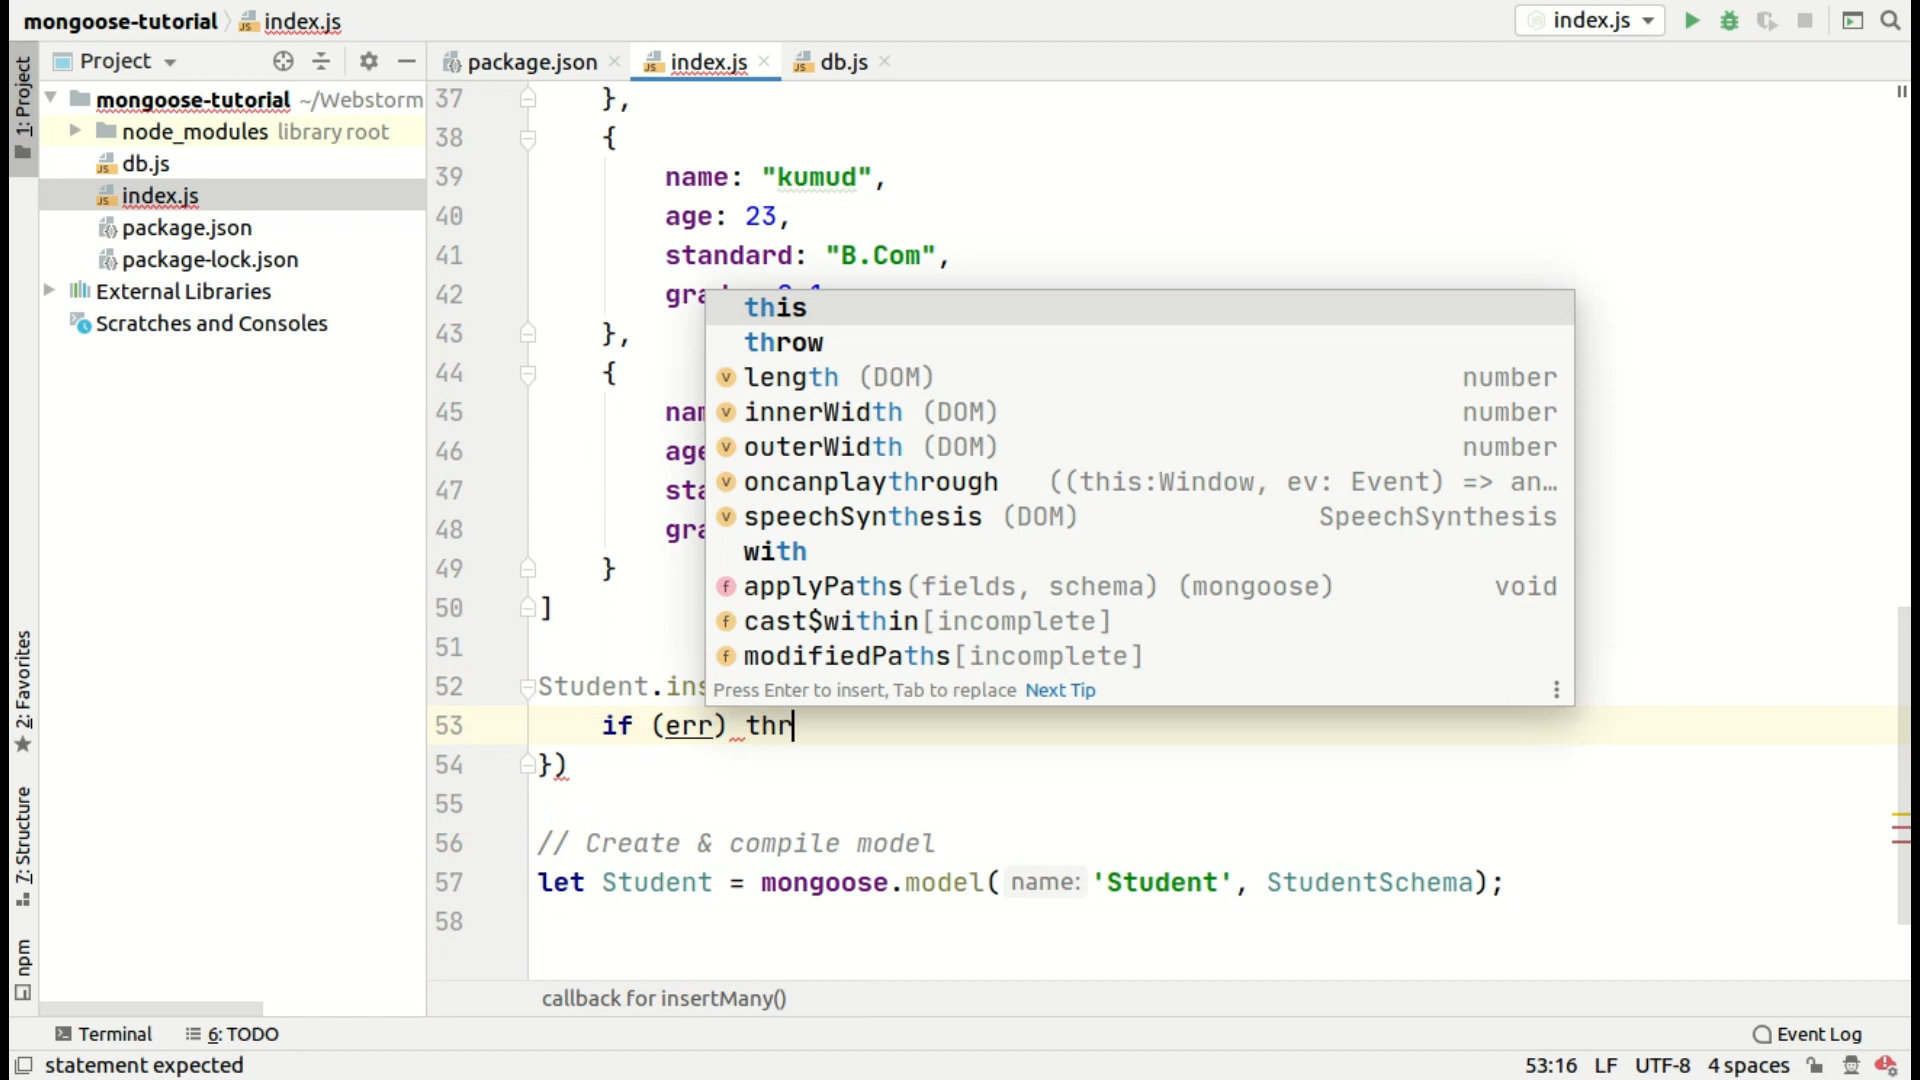 mongoose-tutorial index.js index.js
1: Project
Project
package.json index.js db.js
mongoose-tutorial ~/Webstorm
node_modules library root
db.js
index.js
package.json
package-lock.json
External Libraries
Scratches and Consoles
2: Favorites
7: Structure
npm
37 },
38 {
39 name: "kumud",
40 age: 23,
41 standard: "B.Com",
42
43 },
44 {
45
46
47
48
49 }
50 ]
51
52 Student.
53 if (err) thr
54 })
55
56 // Create & compile model
57 let Student = mongoose.model( name: 'Student', StudentSchema);
58
this
throw
v length (DOM) number
v innerWidth (DOM) number
v outerWidth (DOM) number
v oncanplaythrough ((this:Window, ev: Event) => an…
v speechSynthesis (DOM) SpeechSynthesis
with
f applyPaths(fields, schema) (mongoose) void
f cast$within[incomplete]
f modifiedPaths[incomplete]
Press Enter to insert, Tab to replace Next Tip
callback for insertMany()
Terminal 6: TODO Event Log
statement expected 53:16 LF UTF-8 4 spaces